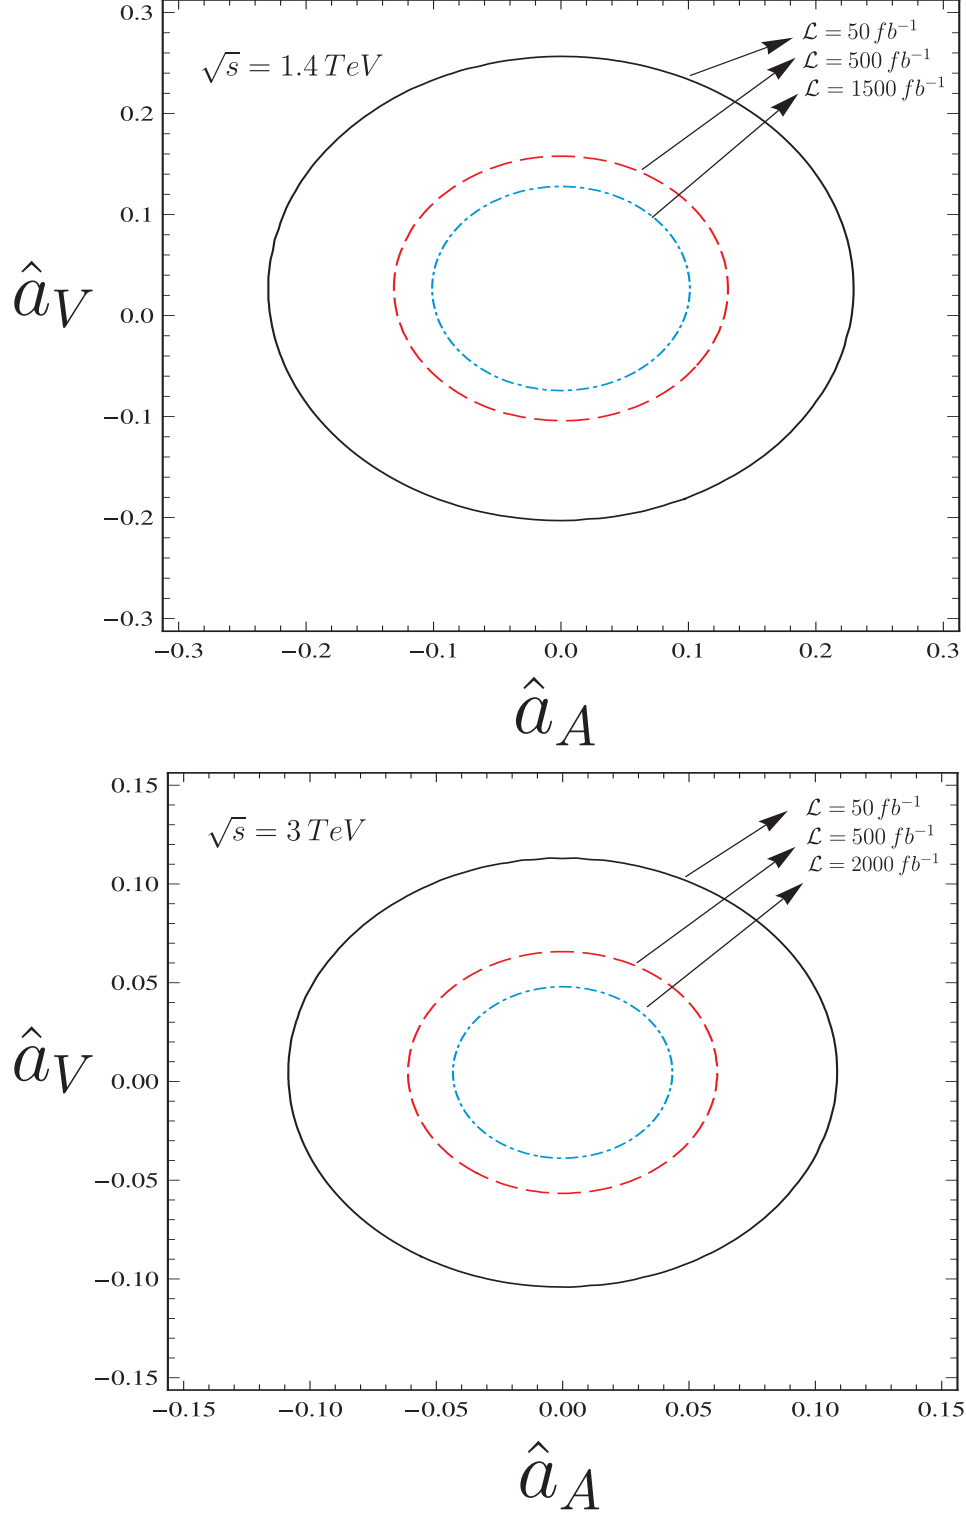 0.3
√s = 1.4 TeV
ℒ = 50 fb⁻¹
ℒ = 500 fb⁻¹
ℒ = 1500 fb⁻¹
0.2
0.1
0.0
−0.1
−0.2
−0.3
â_V
−0.3 −0.2 −0.1 0.0 0.1 0.2 0.3
â_A
0.15
√s = 3 TeV
ℒ = 50 fb⁻¹
ℒ = 500 fb⁻¹
ℒ = 2000 fb⁻¹
0.10
0.05
0.00
−0.05
−0.10
−0.15
â_V
−0.15 −0.10 −0.05 0.00 0.05 0.10 0.15
â_A